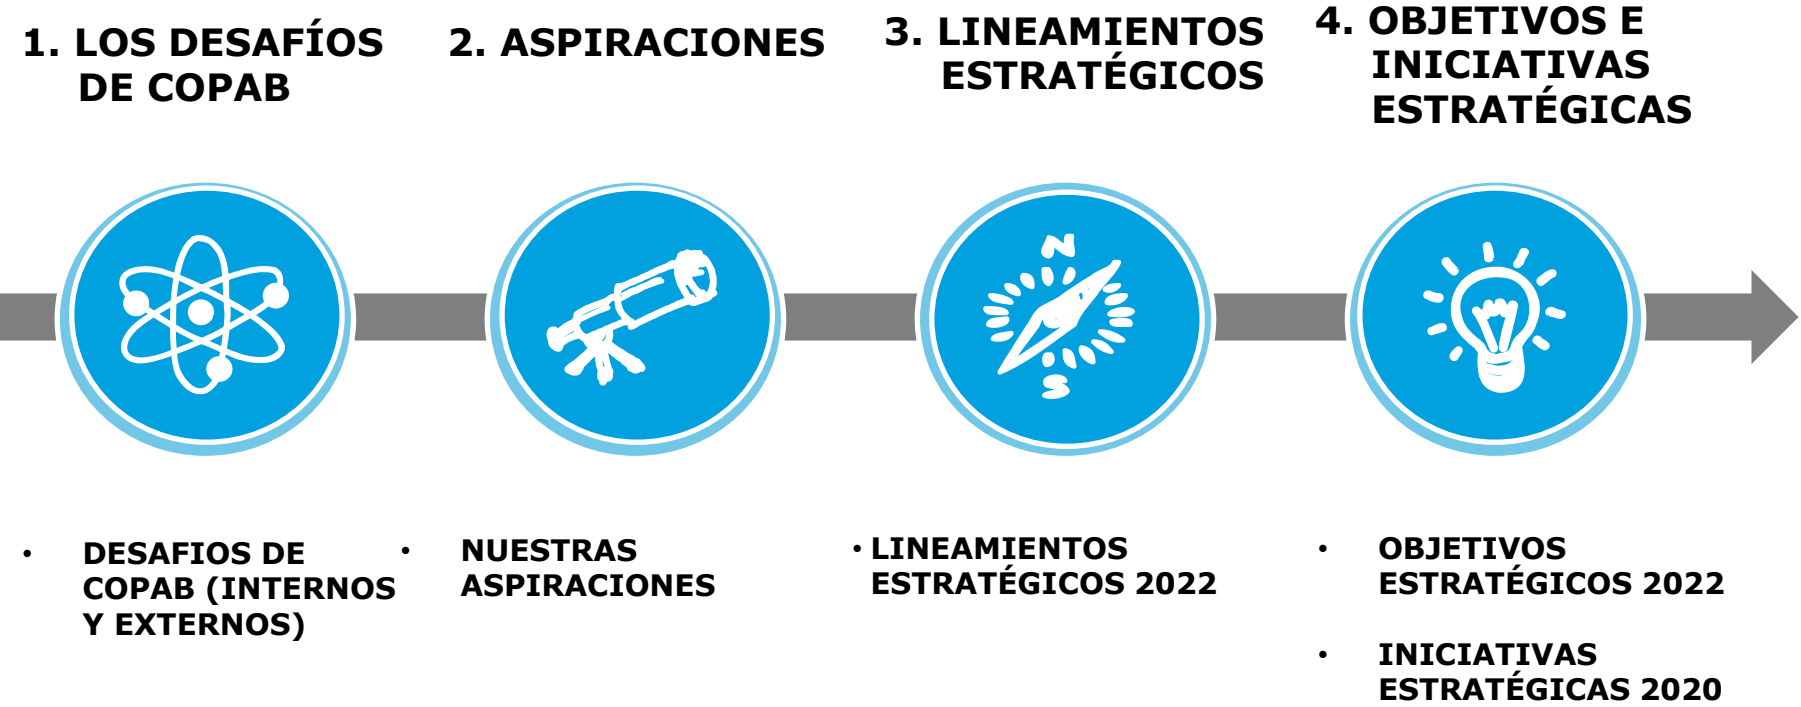 1. LOS DESAFÍOS
DE COPAB
2. ASPIRACIONES
3. LINEAMIENTOS
ESTRATÉGICOS
4. OBJETIVOS E
INICIATIVAS
ESTRATÉGICAS
N
S
• DESAFIOS DE
COPAB (INTERNOS
Y EXTERNOS)
• NUESTRAS
ASPIRACIONES
• LINEAMIENTOS
ESTRATÉGICOS 2022
• OBJETIVOS
ESTRATÉGICOS 2022
• INICIATIVAS
ESTRATÉGICAS 2020